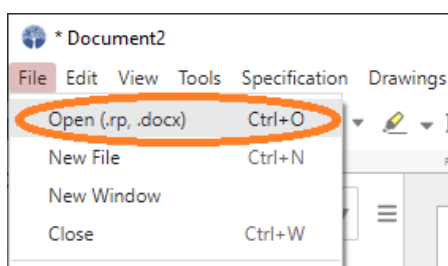 * Document2
File Edit View Tools Specification Drawings
Open (.rp, .docx) Ctrl+O
New File Ctrl+N
New Window
Close Ctrl+W